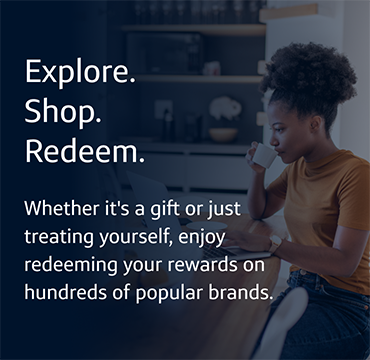 Explore.
Shop.
Redeem.
Whether it's a gift or just
treating yourself, enjoy
redeeming your rewards on
hundreds of popular brands.